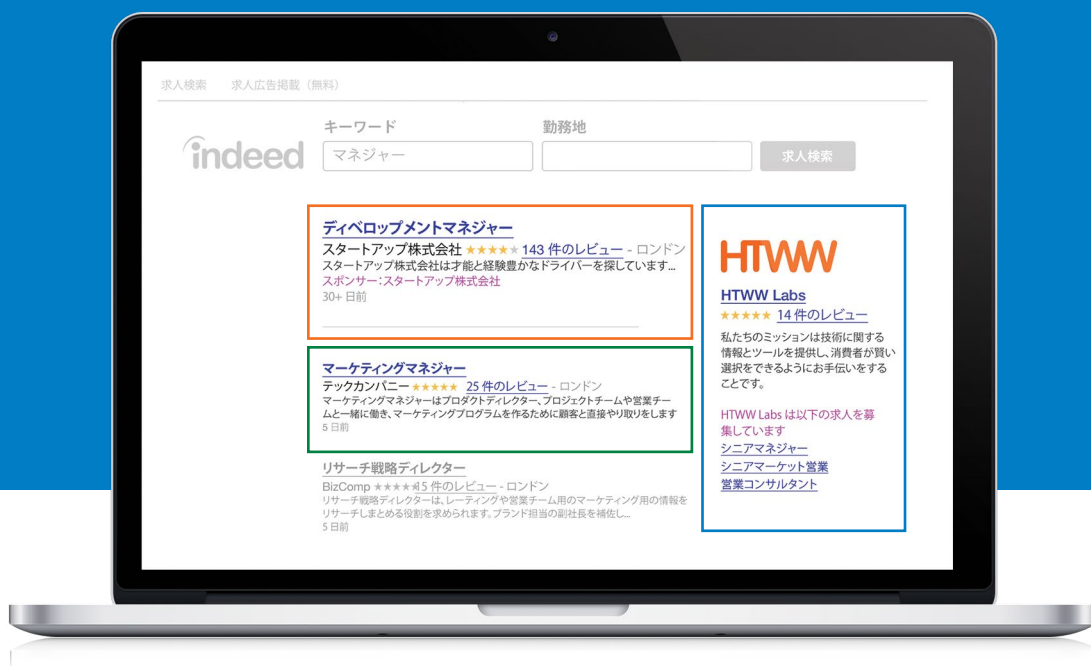 求人検索 求人広告掲載（無料）
キーワード 勤務地
indeed マネジャー 求人検索
ディベロップメントマネジャー
スタートアップ株式会社 ★★★★★ 143 件のレビュー - ロンドン
スタートアップ株式会社は才能と経験豊かなドライバーを探しています...
スポンサー：スタートアップ株式会社
30+ 日前
マーケティングマネジャー
テックカンパニー ★★★★★ 25 件のレビュー - ロンドン
マーケティングマネジャーはプロダクトディレクター、プロジェクトチームや営業チー
ムと一緒に働き、マーケティングプログラムを作るために顧客と直接やり取りをします
5 日前
リサーチ戦略ディレクター
BizComp ★★★★★15 件のレビュー - ロンドン
リサーチ戦略ディレクターは、レーティングや営業チーム用のマーケティング用の情報を
リサーチしまとめる役割を求められます。ブランド担当の副社長を補佐し...
5 日前
HTWW
HTWW Labs
★★★★★ 14 件のレビュー
私たちのミッションは技術に関する
情報とツールを提供し、消費者が賢い
選択をできるようにお手伝いをする
ことです。
HTWW Labs は以下の求人を募
集しています
シニアマネジャー
シニアマーケット営業
営業コンサルタント